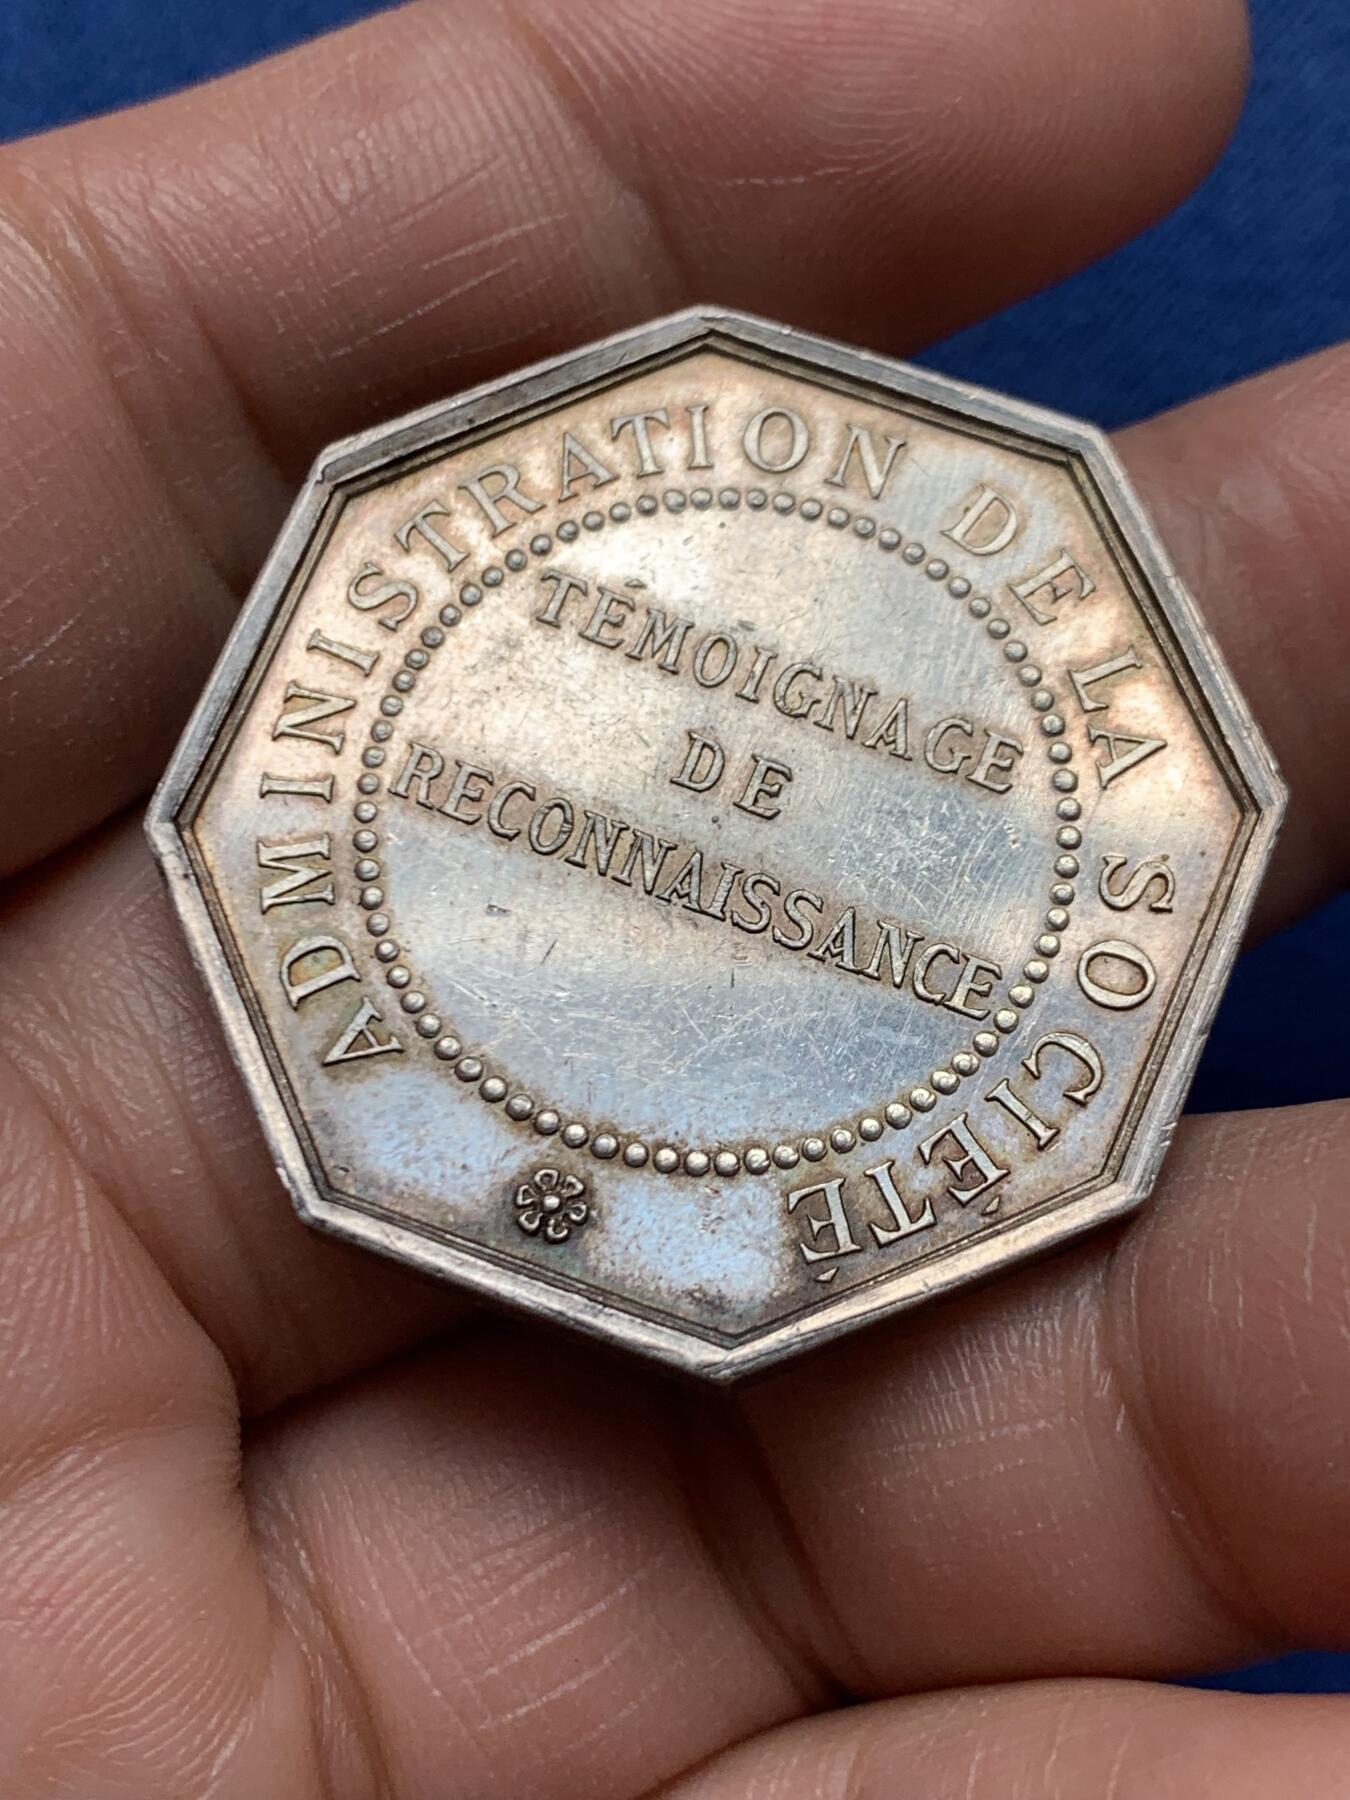 ADMINISTRATION DE LA SOCIÉTÉ
TÉMOIGNAGE
DE
RECONNAISSANCE